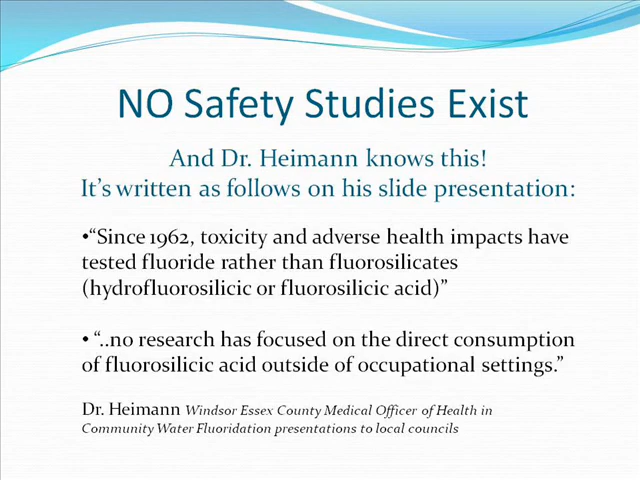 NO Safety Studies Exist
And Dr. Heimann knows this!
It's written as follows on his slide presentation:
•“Since 1962, toxicity and adverse health impacts have
tested fluoride rather than fluorosilicates
(hydrofluorosilicic or fluorosilicic acid)”
• “..no research has focused on the direct consumption
of fluorosilicic acid outside of occupational settings.”
Dr. Heimann Windsor Essex County Medical Officer of Health in
Community Water Fluoridation presentations to local councils